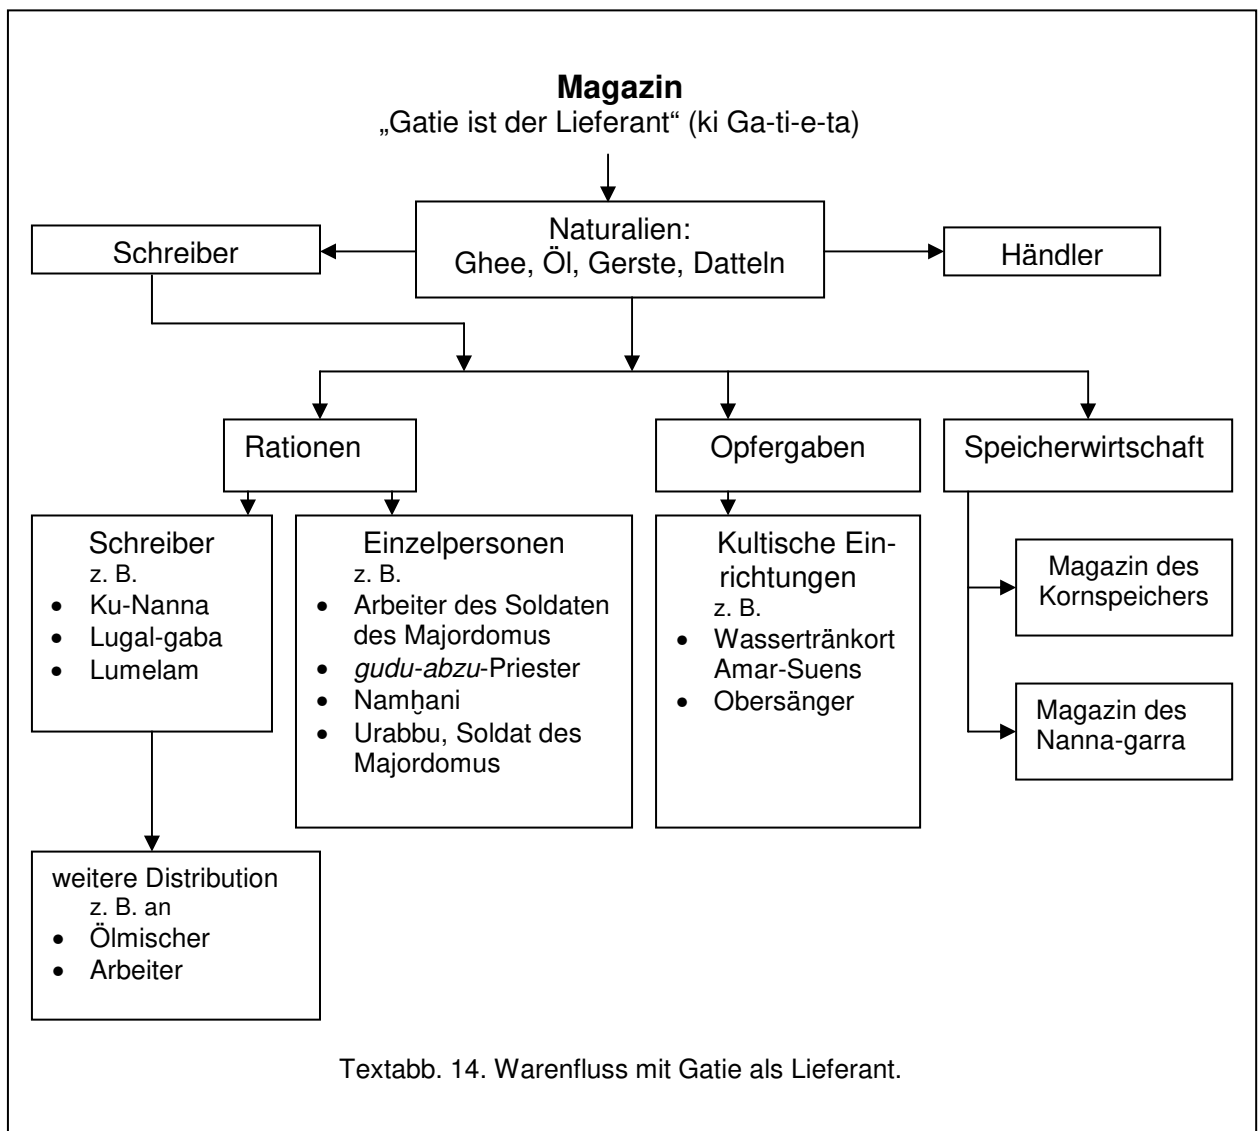 Magazin
„Gatie ist der Lieferant“ (ki Ga-ti-e-ta)
Schreiber
Naturalien:
Ghee, Öl, Gerste, Datteln
Händler
Rationen
Opfergaben
Speicherwirtschaft
Schreiber
z. B.
• Ku-Nanna
• Lugal-gaba
• Lumelam
Einzelpersonen
z. B.
• Arbeiter des Soldaten
des Majordomus
• gudu-abzu-Priester
• Namḫani
• Urabbu, Soldat des
Majordomus
Kultische Ein-
richtungen
z. B.
• Wassertränkort
Amar-Suens
• Obersänger
Magazin des
Kornspeichers
Magazin des
Nanna-garra
weitere Distribution
z. B. an
• Ölmischer
• Arbeiter
Textabb. 14. Warenfluss mit Gatie als Lieferant.